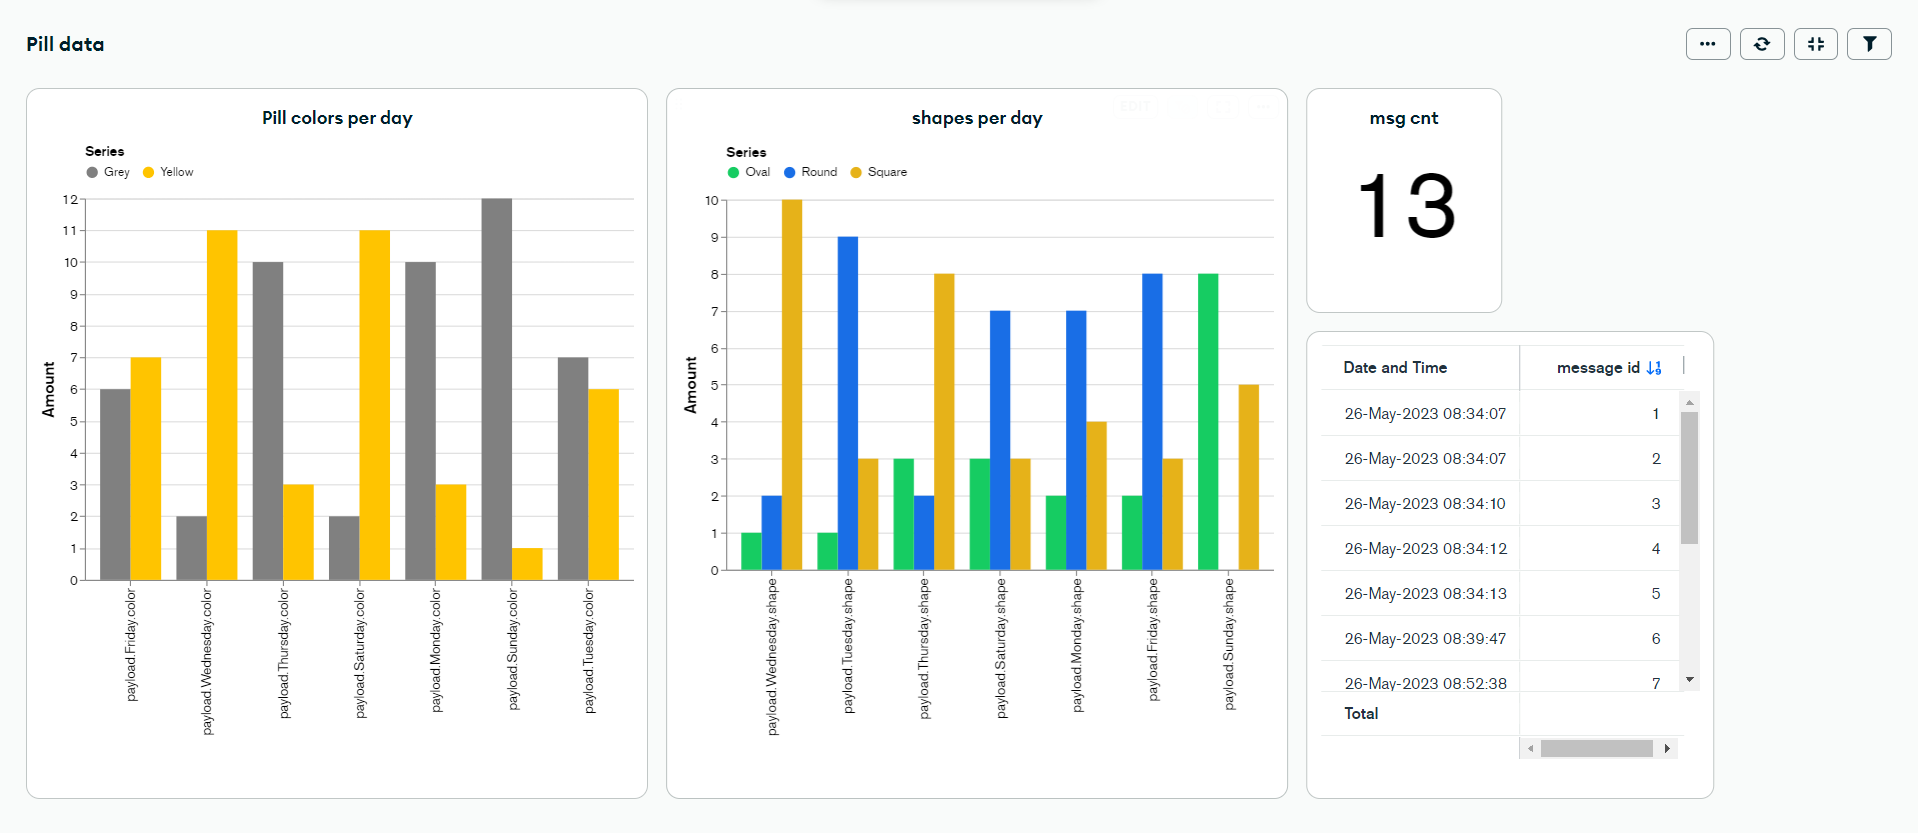 Pill data
Pill colors per day
Series
Grey Yellow
12
11
10
9
8
7
6
5
4
3
2
1
0
Amount
payload.Friday.color
payload.Wednesday.color
payload.Thursday.color
payload.Saturday.color
payload.Monday.color
payload.Sunday.color
payload.Tuesday.color
shapes per day
Series
Oval Round Square
10
9
8
7
6
5
4
3
2
1
0
Amount
payload.Wednesday.shape
payload.Tuesday.shape
payload.Thursday.shape
payload.Saturday.shape
payload.Monday.shape
payload.Friday.shape
payload.Sunday.shape
msg cnt
13
Date and Time message id
26-May-2023 08:34:07 1
26-May-2023 08:34:07 2
26-May-2023 08:34:10 3
26-May-2023 08:34:12 4
26-May-2023 08:34:13 5
26-May-2023 08:39:47 6
26-May-2023 08:52:38 7
Total